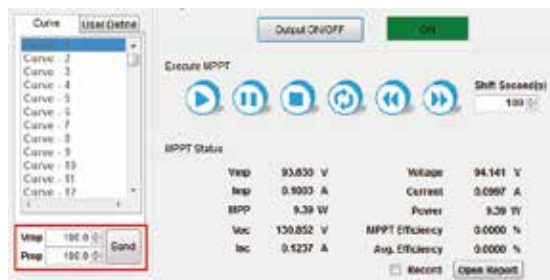 Curve
User Define
Curve - 2
Curve - 3
Curve - 4
Curve - 5
Curve - 6
Curve - 7
Curve - 8
Curve - 9
Curve - 10
Curve - 11
Curve - 12
Vmp 100.0
Pmp 100.0
Send
Output ON/OFF
ON
Execute MPPT
Shift Second(s)
100
MPPT Status
Vmp 93.830 V
Imp 0.1003 A
MPP 9.39 W
Voc 130.852 V
Isc 0.1237 A
Voltage 94.141 V
Current 0.0997 A
Power 9.39 W
MPPT Efficiency 0.0000 %
Avg. Efficiency 0.0000 %
Record
Open Report